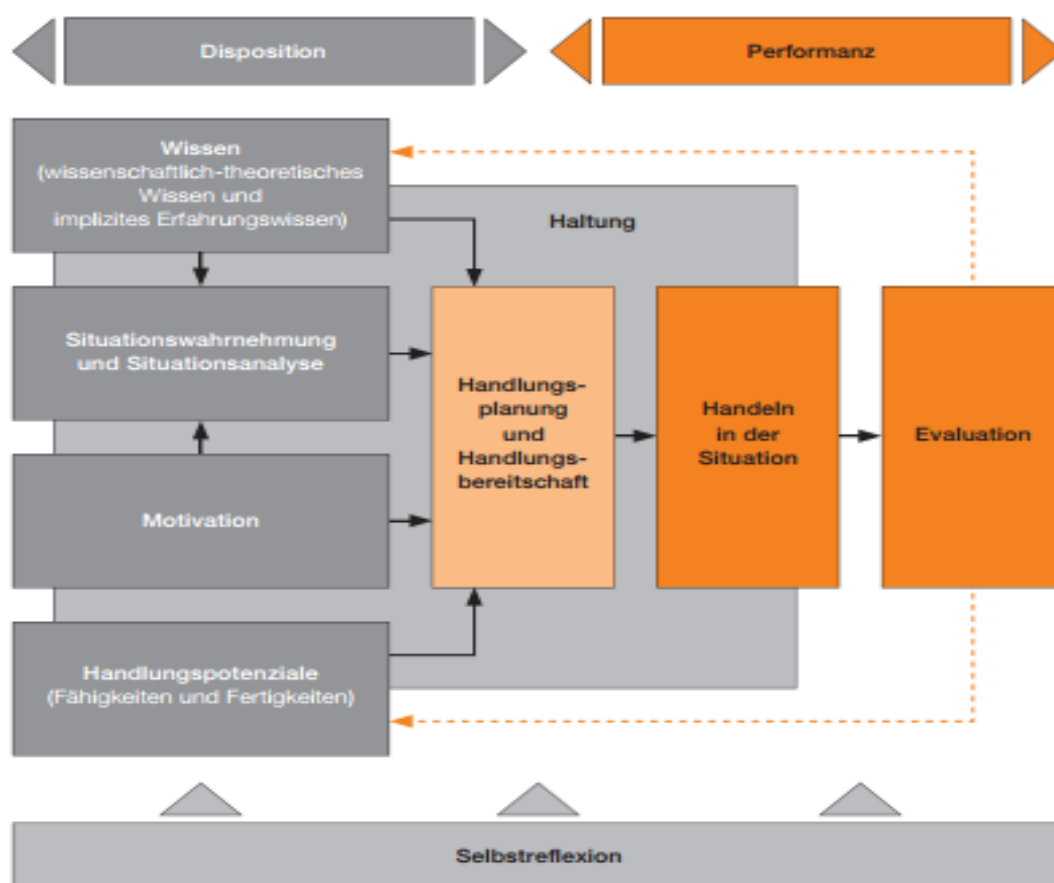 Disposition
Performanz
Wissen
(wissenschaftlich-theoretisches
Wissen und
implizites Erfahrungswissen)
Haltung
Situationswahrnehmung
und Situationsanalyse
Motivation
Handlungspotenziale
(Fähigkeiten und Fertigkeiten)
Handlungs-
planung
und
Handlungs-
bereitschaft
Handeln
in der
Situation
Evaluation
Selbstreflexion